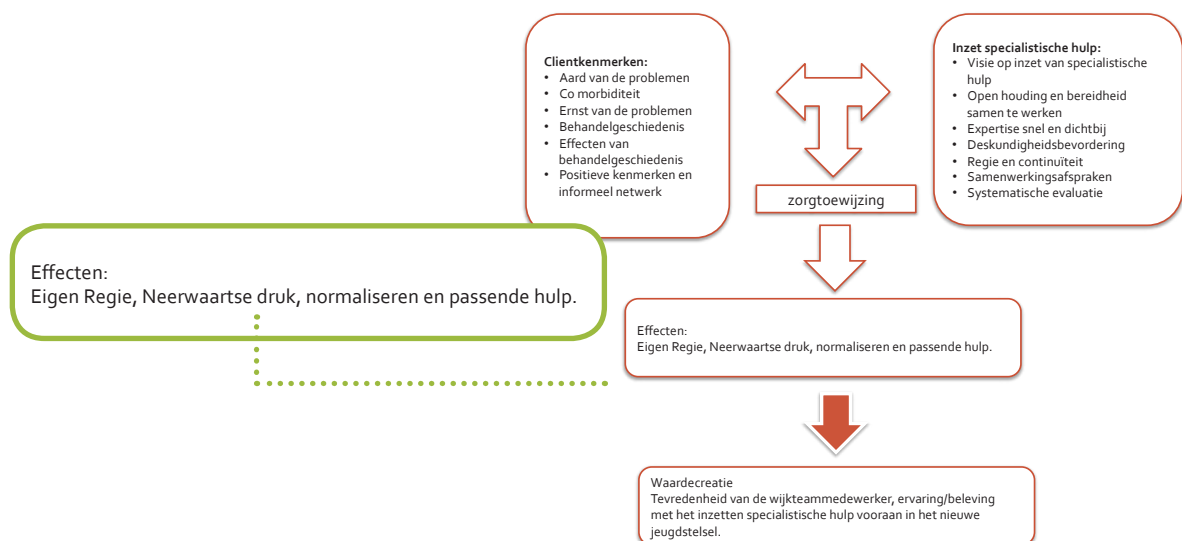 Clientkenmerken:
• Aard van de problemen
• Co morbiditeit
• Ernst van de problemen
• Behandelgeschiedenis
• Effecten van
behandelgeschiedenis
• Positieve kenmerken en
informeel netwerk
Inzet specialistische hulp:
• Visie op inzet van specialistische
hulp
• Open houding en bereidheid
samen te werken
• Expertise snel en dichtbij
• Deskundigheidsbevordering
• Regie en continuïteit
• Samenwerkingsafspraken
• Systematische evaluatie
zorgtoewijzing
Effecten:
Eigen Regie, Neerwaartse druk, normaliseren en passende hulp.
Effecten:
Eigen Regie, Neerwaartse druk, normaliseren en passende hulp.
Waardecreatie
Tevredenheid van de wijkteammedewerker, ervaring/beleving
met het inzetten specialistische hulp vooraan in het nieuwe
jeugdstelsel.